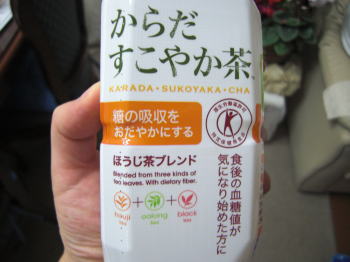 からだ
すこやか茶
KARADA・SUKOYAKA・CHA
糖の吸収を
おだやかにする
ほうじ茶ブレンド
Blended from three kinds of
tea leaves. With dietary fiber.
houji
tea
+
oolong
tea
+
black
tea
食後の血糖値が
気になり始めた方に